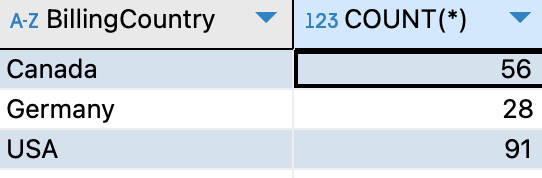 A-Z BillingCountry 123 COUNT(*)
Canada 56
Germany 28
USA 91